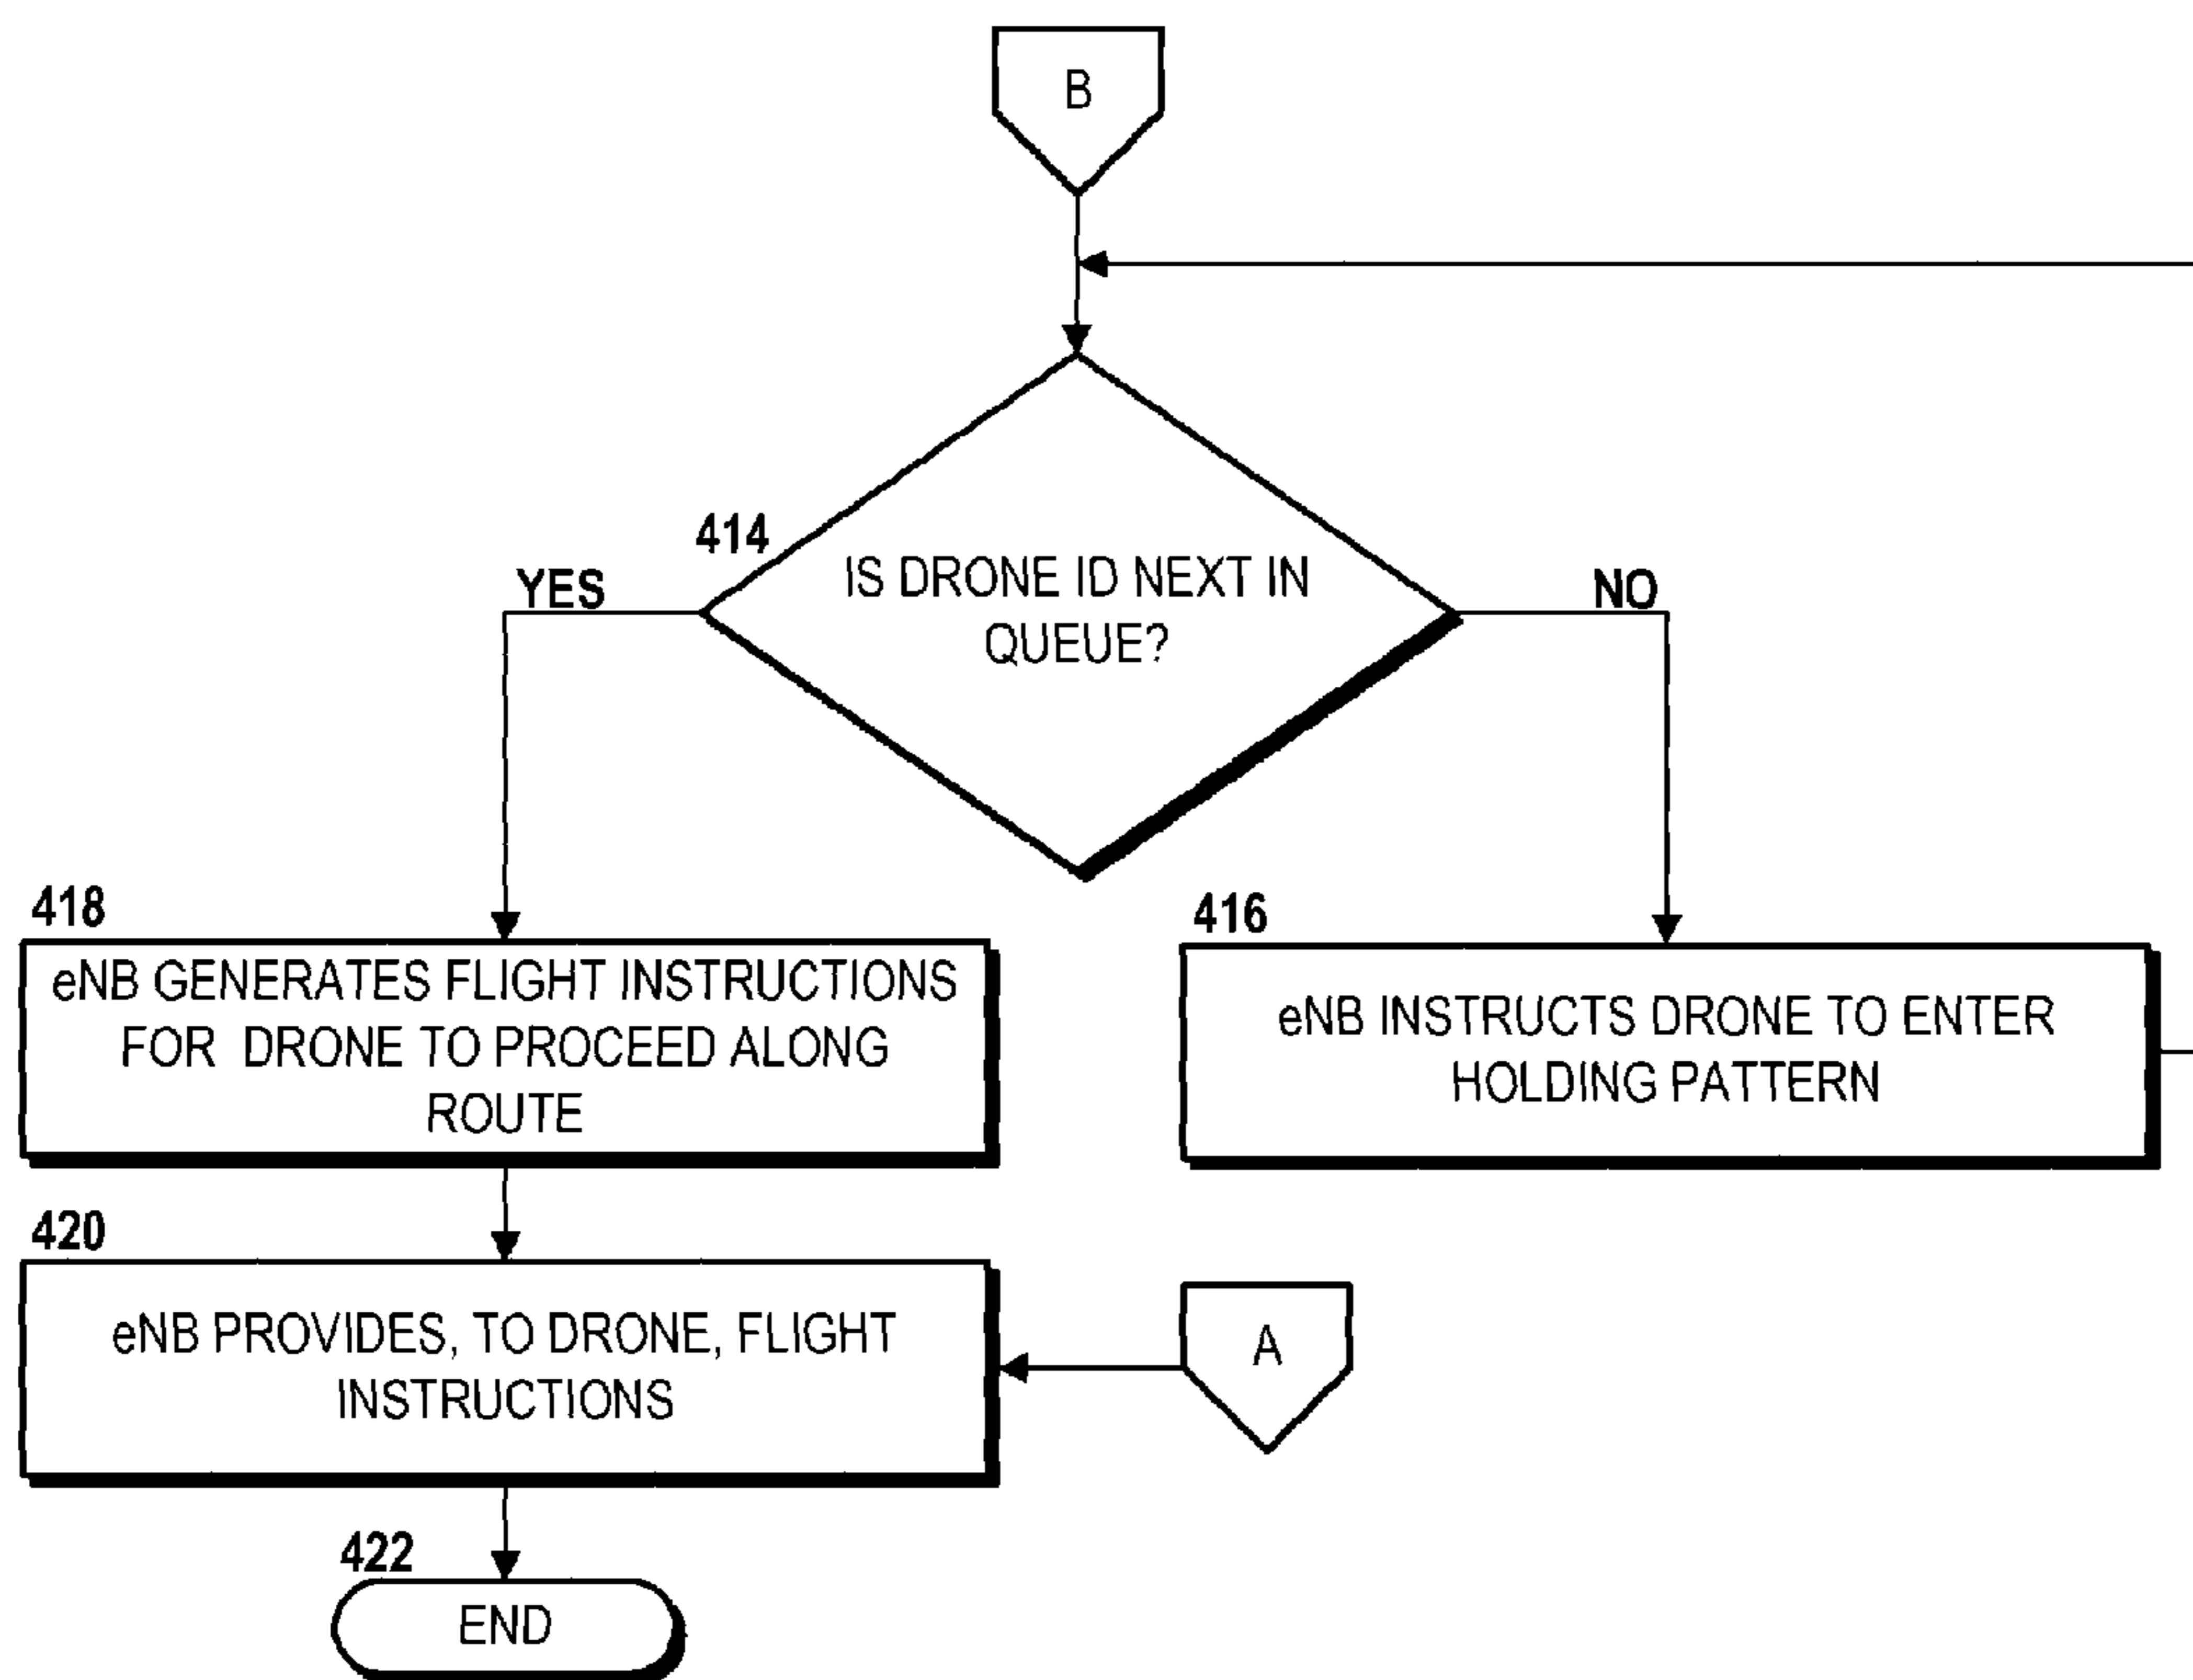 B
414
IS DRONE ID NEXT IN
QUEUE?
YES
NO
418
eNB GENERATES FLIGHT INSTRUCTIONS
FOR DRONE TO PROCEED ALONG
ROUTE
416
eNB INSTRUCTS DRONE TO ENTER
HOLDING PATTERN
420
eNB PROVIDES, TO DRONE, FLIGHT
INSTRUCTIONS
A
422
END